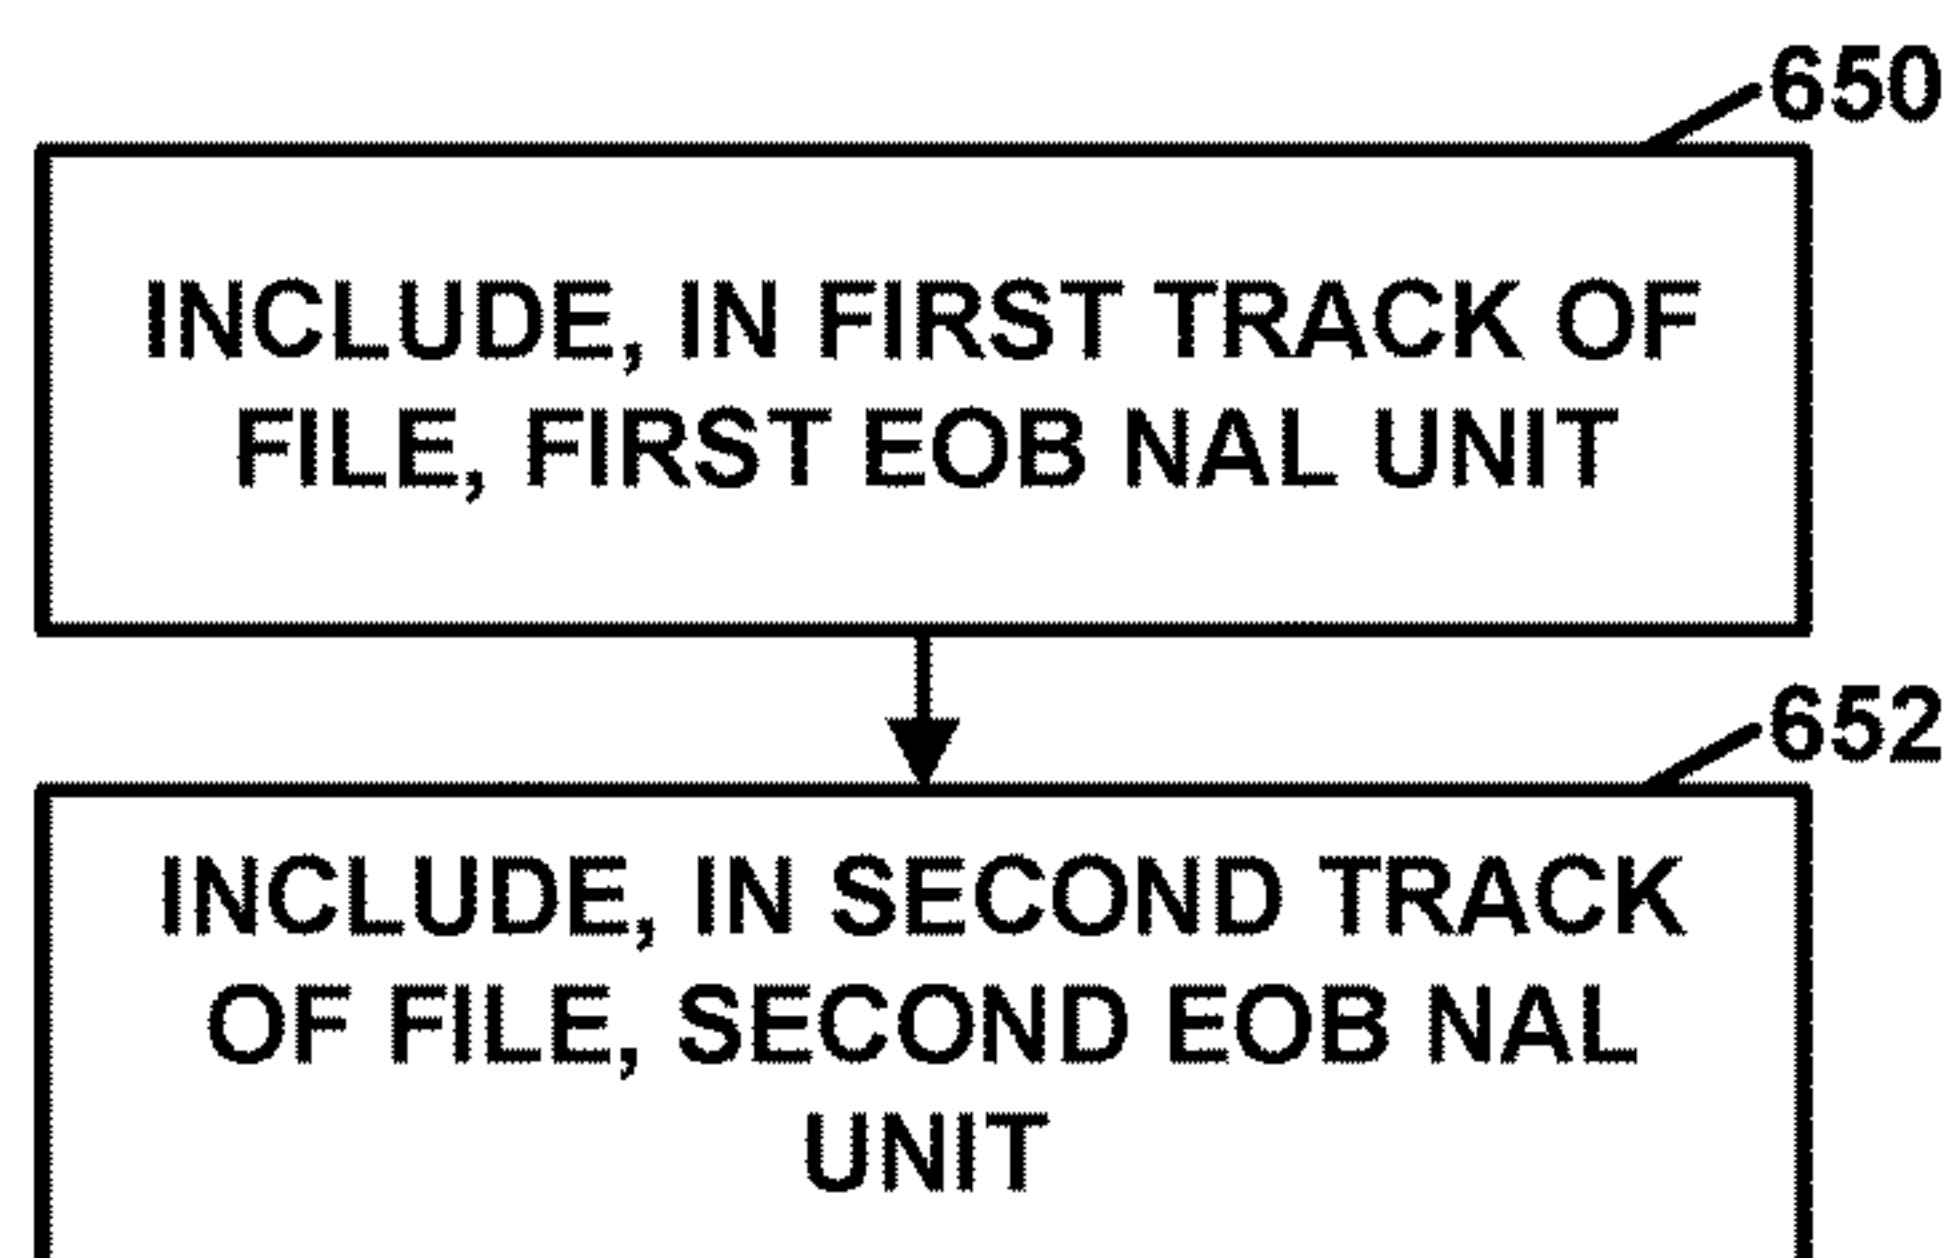 650
INCLUDE, IN FIRST TRACK OF
FILE, FIRST EOB NAL UNIT
652
INCLUDE, IN SECOND TRACK
OF FILE, SECOND EOB NAL
UNIT